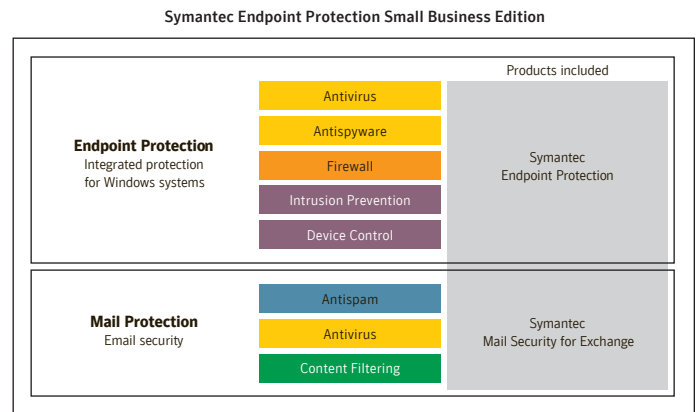 Symantec Endpoint Protection Small Business Edition
Products included
Endpoint Protection
Integrated protection
for Windows systems
Antivirus
Antispyware
Firewall
Intrusion Prevention
Device Control
Symantec
Endpoint Protection
Mail Protection
Email security
Antispam
Antivirus
Content Filtering
Symantec
Mail Security for Exchange